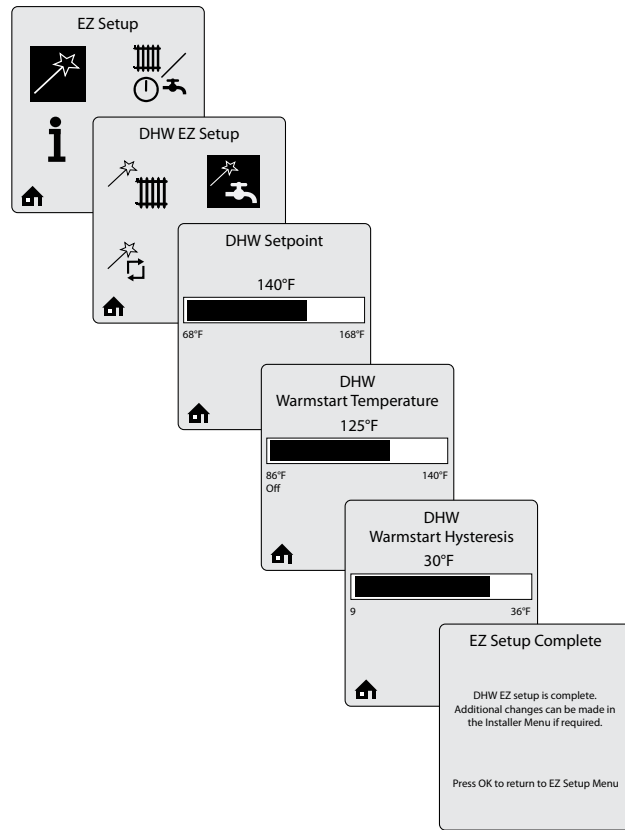 EZ Setup
DHW EZ Setup
DHW Setpoint
140°F
68°F 168°F
DHW
Warmstart Temperature
125°F
86°F 140°F
Off
DHW
Warmstart Hysteresis
30°F
9 36°F
EZ Setup Complete
DHW EZ setup is complete.
Additional changes can be made in
the Installer Menu if required.
Press OK to return to EZ Setup Menu